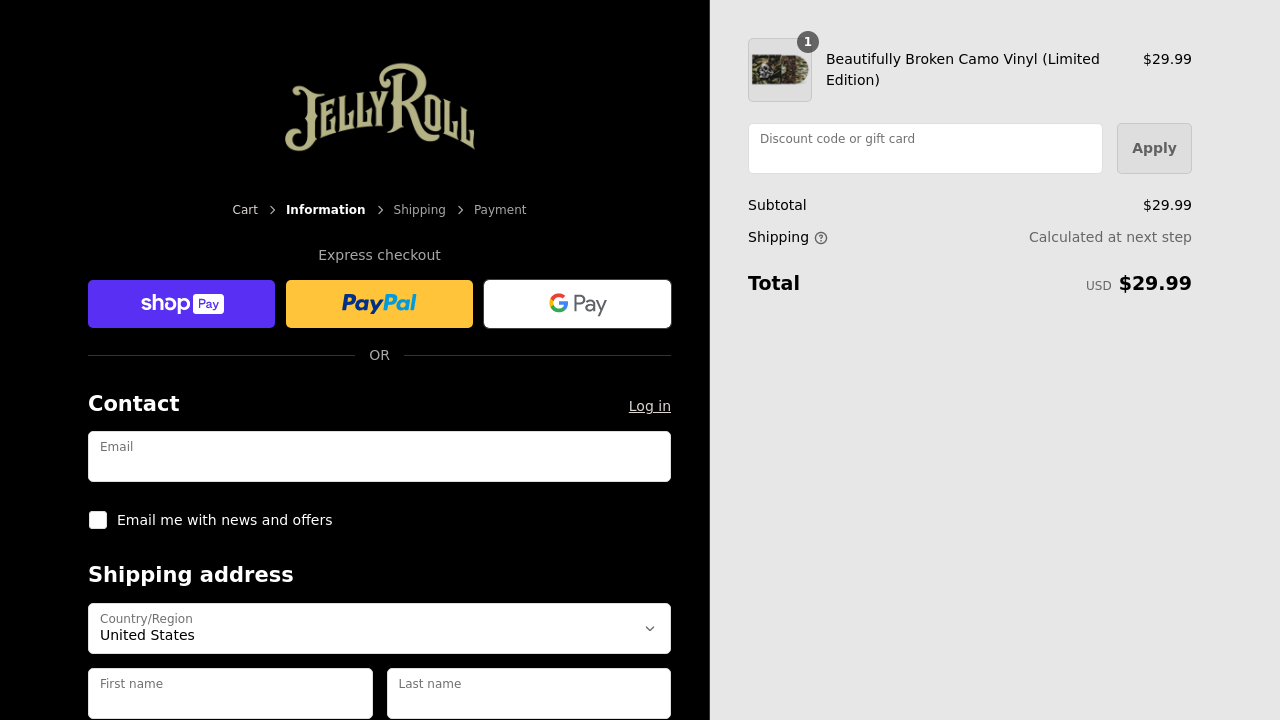 JELLY ROLL
Cart
Information
Shipping
Payment
Express checkout
shop Pay
PayPal
G Pay
OR
Contact
Log in
Email
Email me with news and offers
Shipping address
Country/Region
United States
First name
Last name
1
Beautifully Broken Camo Vinyl (Limited
Edition)
$29.99
Discount code or gift card
Apply
Subtotal
$29.99
Shipping
Calculated at next step
Total
USD $29.99